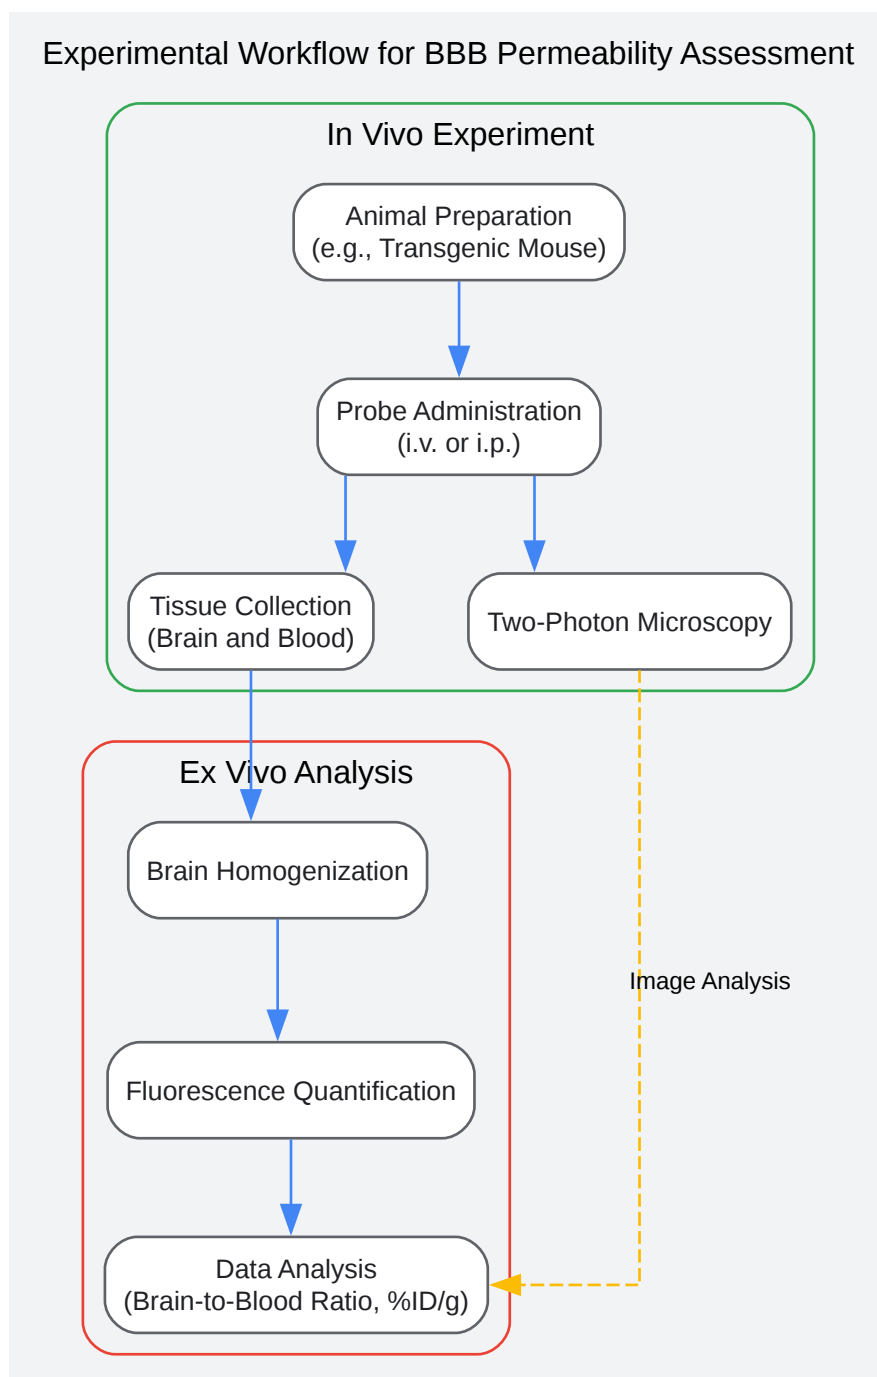 Experimental Workflow for BBB Permeability Assessment
In Vivo Experiment
Animal Preparation
(e.g., Transgenic Mouse)
Probe Administration
(i.v. or i.p.)
Tissue Collection
(Brain and Blood)
Two-Photon Microscopy
Ex Vivo Analysis
Brain Homogenization
Image Analysis
Fluorescence Quantification
Data Analysis
(Brain-to-Blood Ratio, %ID/g)